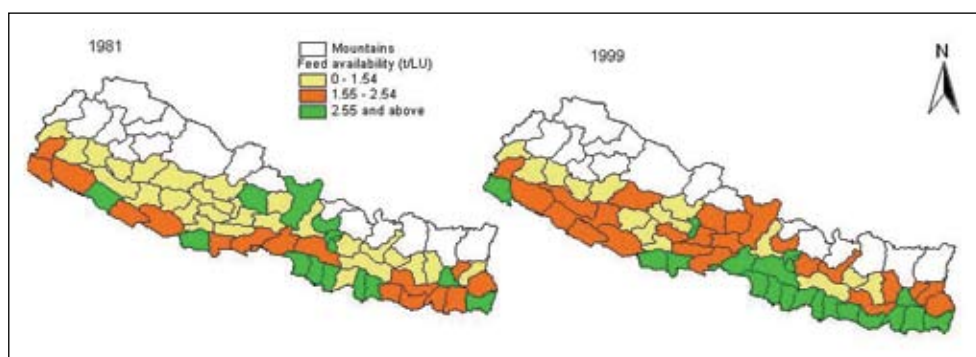 1981
Mountains
Feed availability (t/LU)
0 - 1.54
1.55 - 2.54
2.55 and above
1999
N